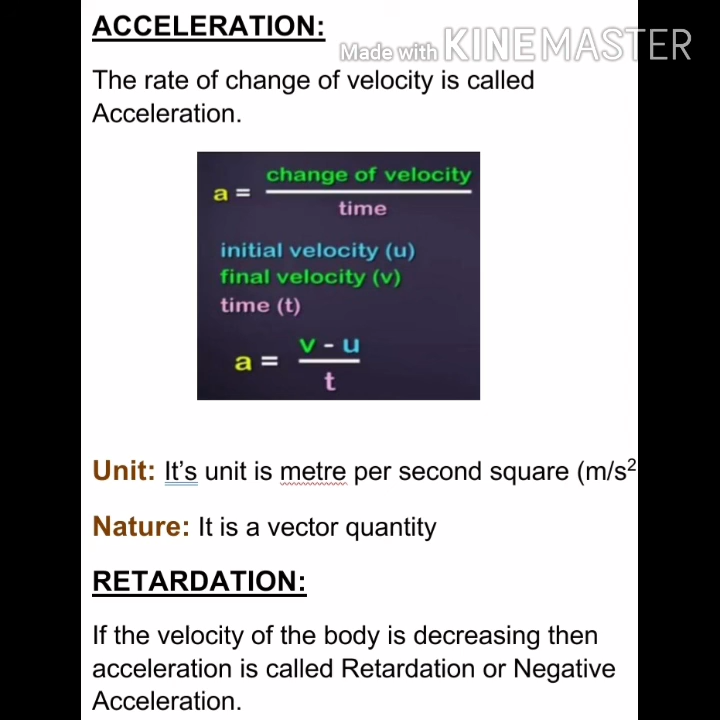 ACCELERATION:
Made with KINEMASTER
The rate of change of velocity is called
Acceleration.
a = change of velocity
time
initial velocity (u)
final velocity (v)
time (t)
a = v - u
t
Unit: It’s unit is metre per second square (m/s²
Nature: It is a vector quantity
RETARDATION:
If the velocity of the body is decreasing then
acceleration is called Retardation or Negative
Acceleration.